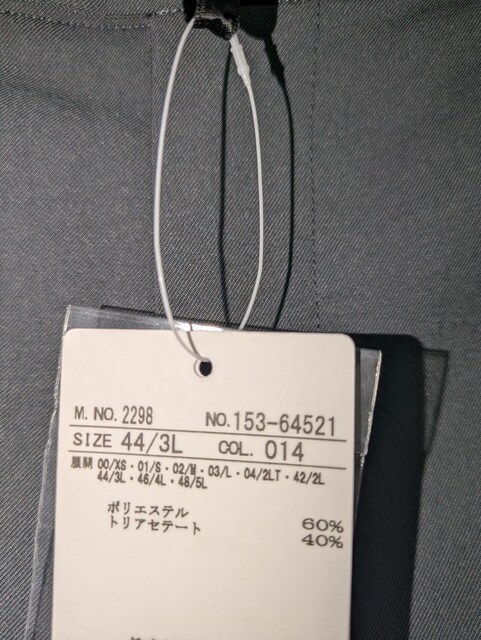 M. NO. 2298 NO. 153-64521
SIZE 44/3L COL. 014
展開 00/XS・01/S・02/M・03/L・04/2LT・42/2L
44/3L・46/4L・48/5L
ポリエステル 60%
トリアセテート 40%